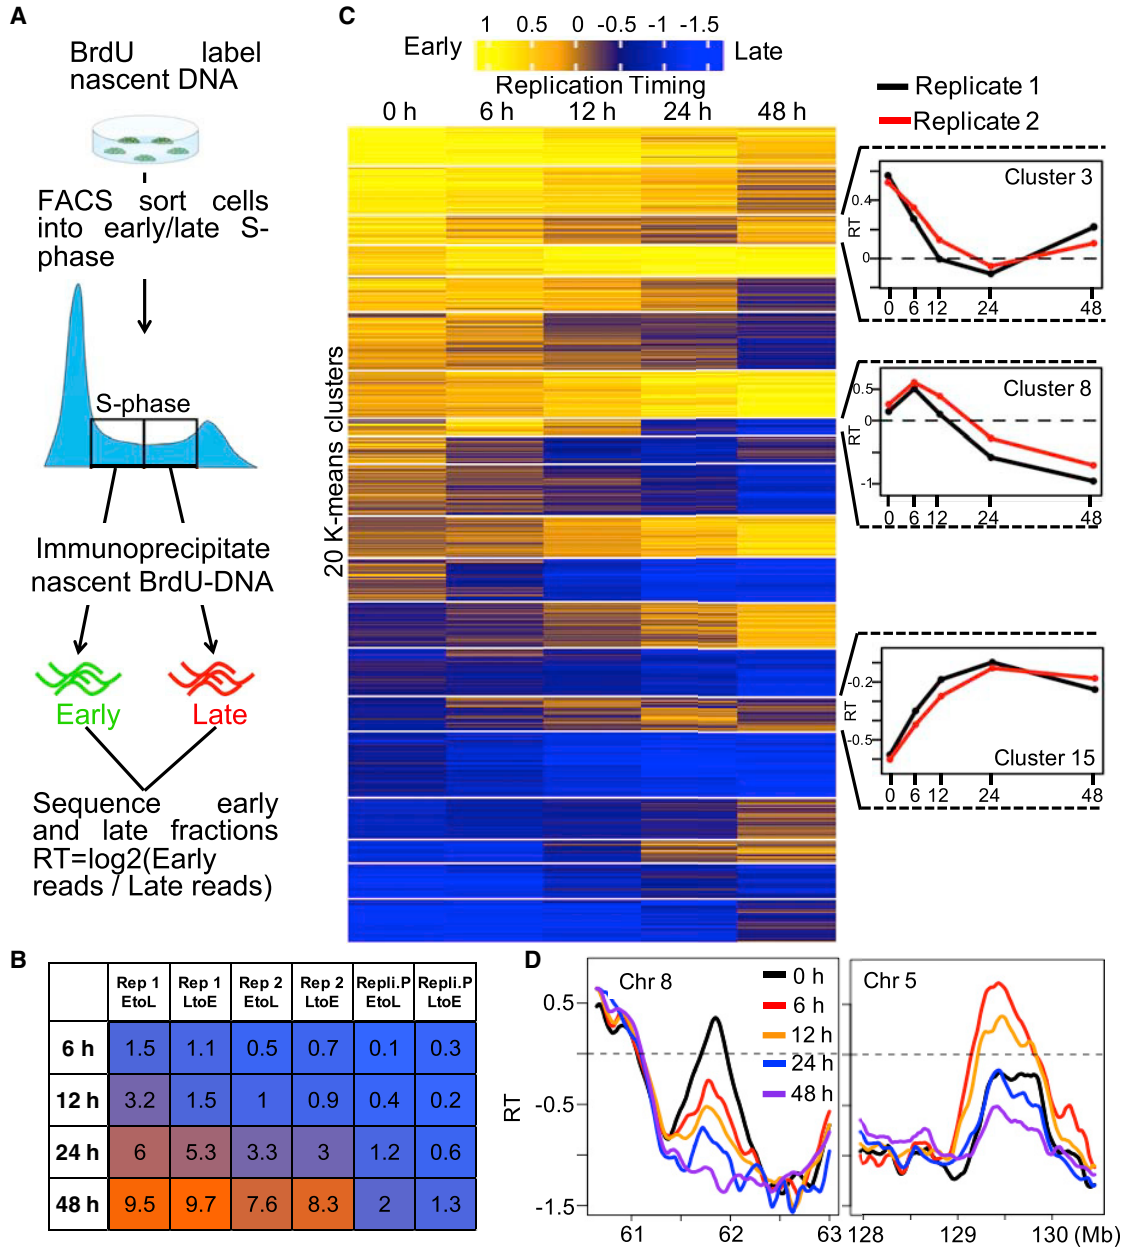 A
BrdU label
nascent DNA
FACS sort cells
into early/late S-
phase
S-phase
Immunoprecipitate
nascent BrdU-DNA
Early
Late
Sequence early
and late fractions
RT=log2(Early
reads / Late reads)
B
Rep 1 EtoL
Rep 1 LtoE
Rep 2 EtoL
Rep 2 LtoE
Repli.P EtoL
Repli.P LtoE
6 h 1.5 1.1 0.5 0.7 0.1 0.3
12 h 3.2 1.5 1 0.9 0.4 0.2
24 h 6 5.3 3.3 3 1.2 0.6
48 h 9.5 9.7 7.6 8.3 2 1.3
C
1 0.5 0 -0.5 -1 -1.5
Early
Late
Replication Timing
0 h 6 h 12 h 24 h 48 h
20 K-means clusters
Replicate 1
Replicate 2
Cluster 3
0.4
0
RT
0 6 12 24 48
Cluster 8
0.5
0
-1
RT
0 6 12 24 48
-0.2
-0.5
RT
Cluster 15
0 6 12 24 48
D
Chr 8
0 h
6 h
12 h
24 h
48 h
0.5
-0.5
-1.5
RT
61 62 63
Chr 5
128 129 130 (Mb)